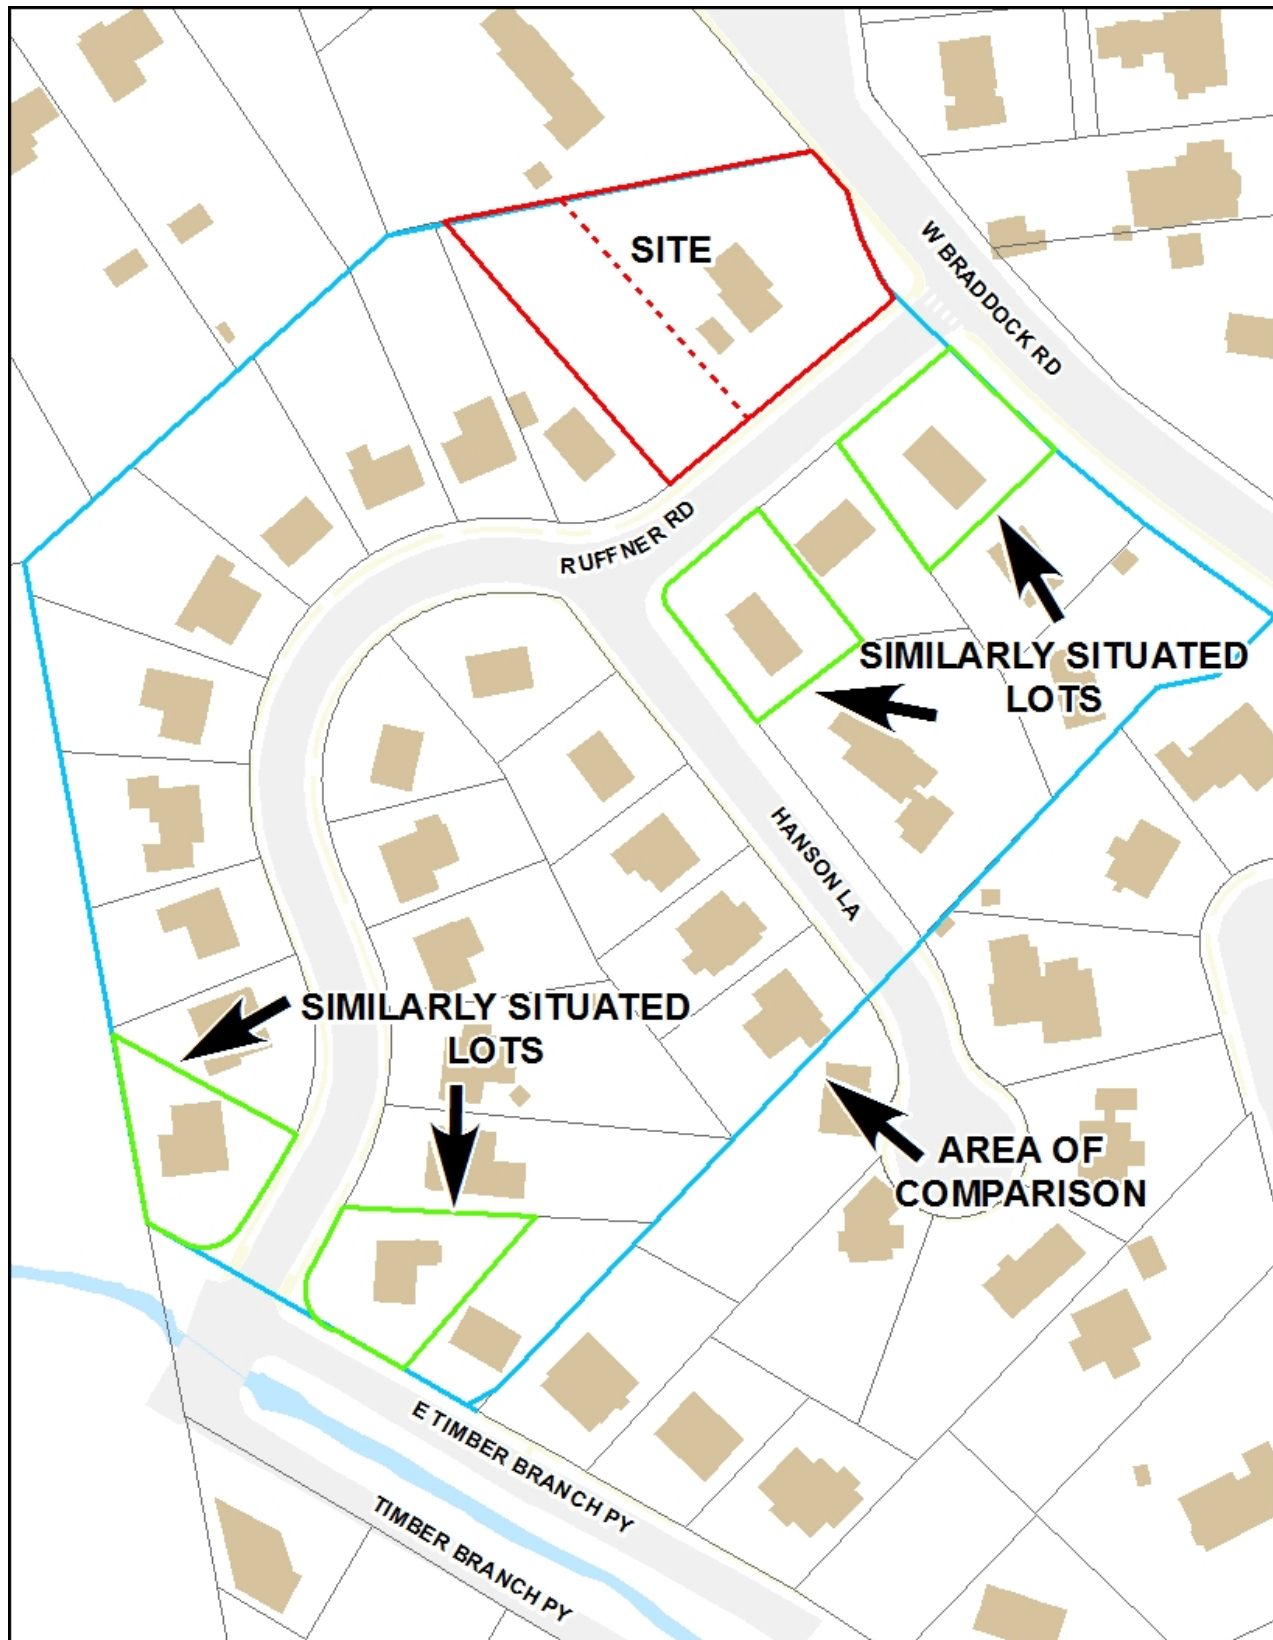 SITE
W BRADDOCK RD
RUFFNER RD
SIMILARLY SITUATED
LOTS
HANSON LA
SIMILARLY SITUATED
LOTS
AREA OF
COMPARISON
E TIMBER BRANCH PY
TIMBER BRANCH PY